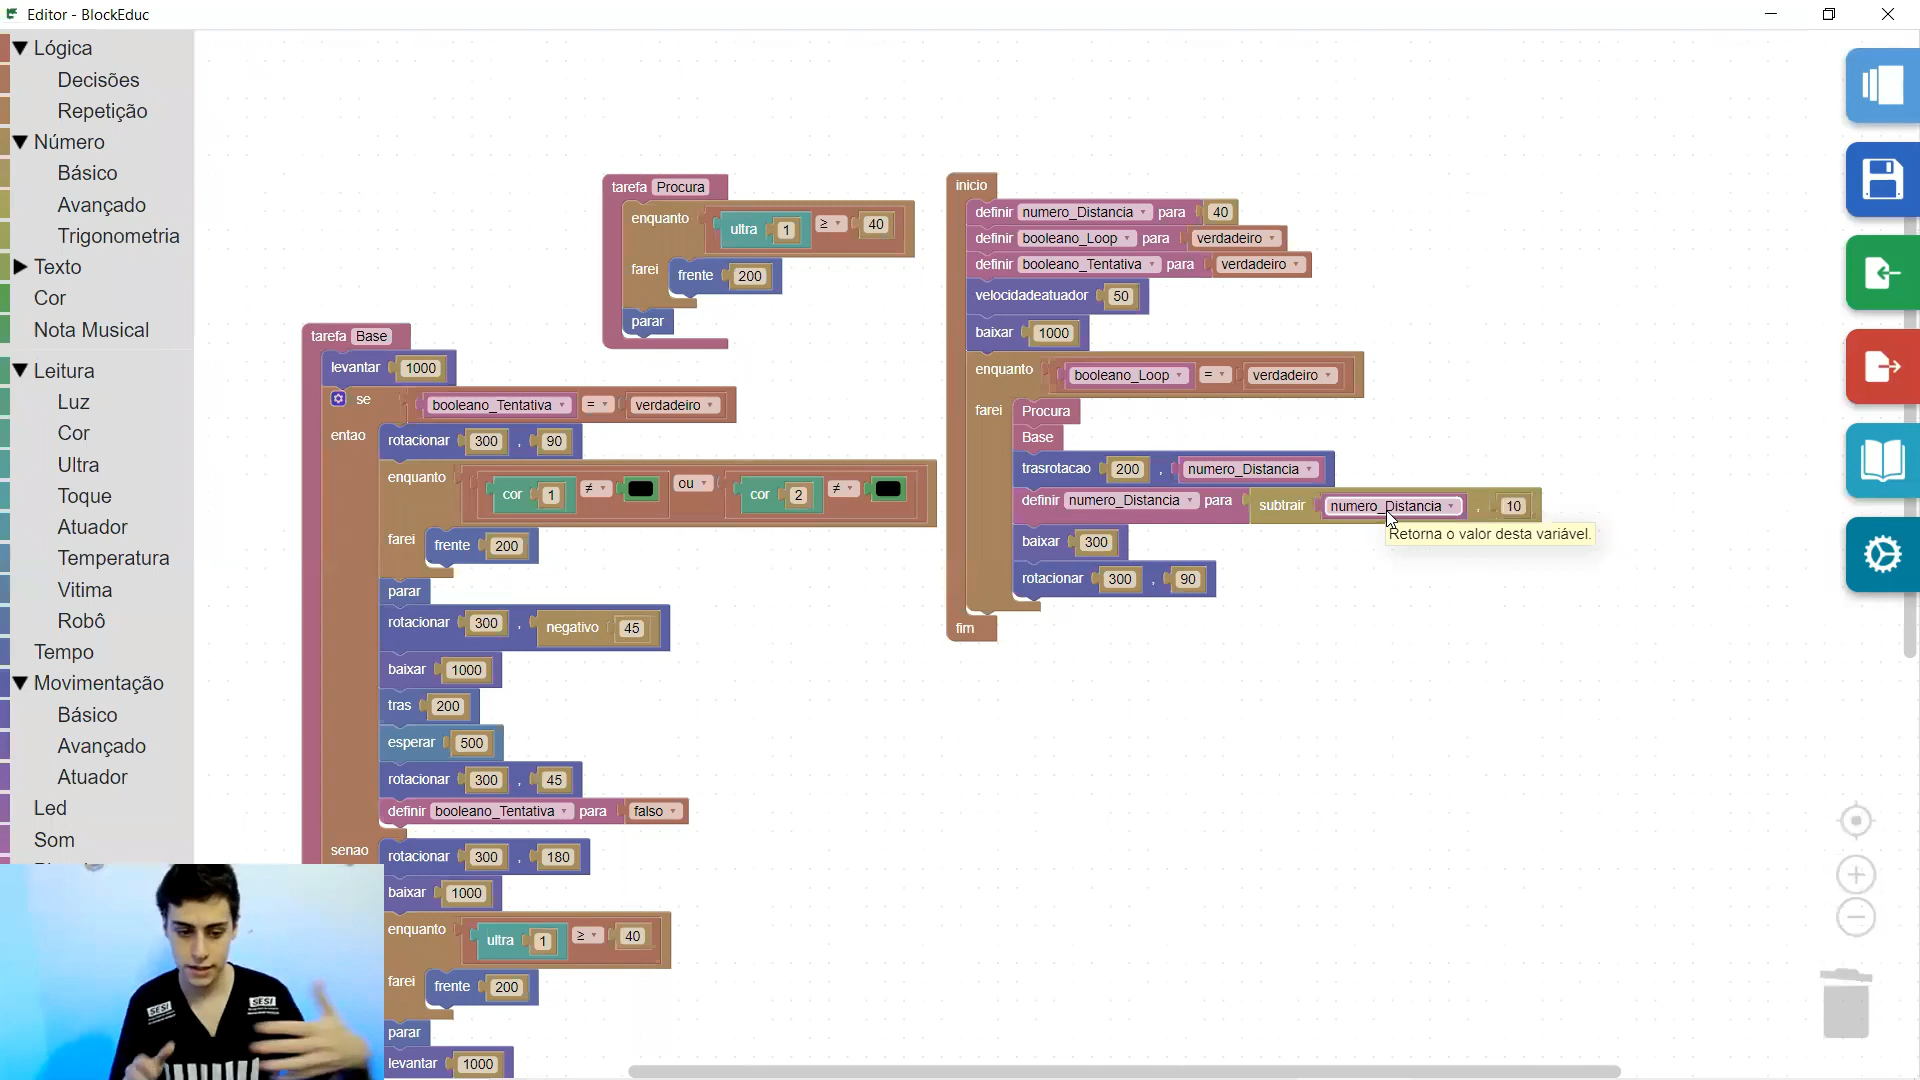 Editor - BlockEduc
Lógica
Decisões
Repetição
Número
Básico
Avançado
Trigonometria
Texto
Cor
Nota Musical
Leitura
Luz
Cor
Ultra
Toque
Atuador
Temperatura
Vitima
Robô
Tempo
Movimentação
Básico
Avançado
Atuador
Led
Som
tarefa Procura
enquanto ultra 1 ≥ 40
farei frente 200
parar
tarefa Base
levantar 1000
se booleano_Tentativa = verdadeiro
entao rotacionar 300 , 90
enquanto cor 1 ≠ ou cor 2 ≠
farei frente 200
parar
rotacionar 300 , negativo 45
baixar 1000
tras 200
esperar 500
rotacionar 300 , 45
definir booleano_Tentativa para falso
senao rotacionar 300 , 180
baixar 1000
enquanto ultra 1 ≥ 40
farei frente 200
parar
levantar 1000
inicio
definir numero_Distancia para 40
definir booleano_Loop para verdadeiro
definir booleano_Tentativa para verdadeiro
velocidadeatuador 50
baixar 1000
enquanto booleano_Loop = verdadeiro
farei Procura
Base
trasrotacao 200 , numero_Distancia
definir numero_Distancia para subtrair numero_Distancia , 10
Retorna o valor desta variável.
baixar 300
rotacionar 300 , 90
fim
SESI
SESI